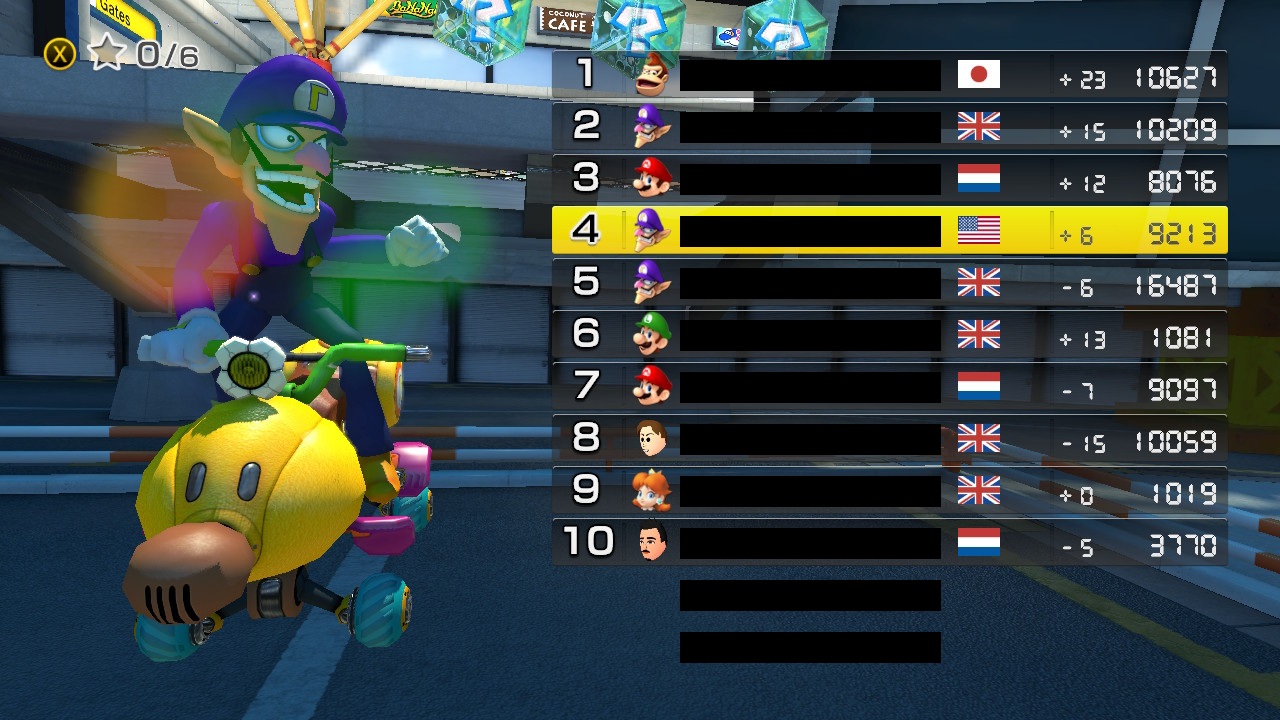 Gates
BaNaNa
COCONUT
CAFE
X 0/6
1 +23 10627
2 +15 10209
3 +12 8076
4 +6 9213
5 -6 16487
6 +13 1081
7 -7 9097
8 -15 10059
9 +0 1019
10 -5 3770